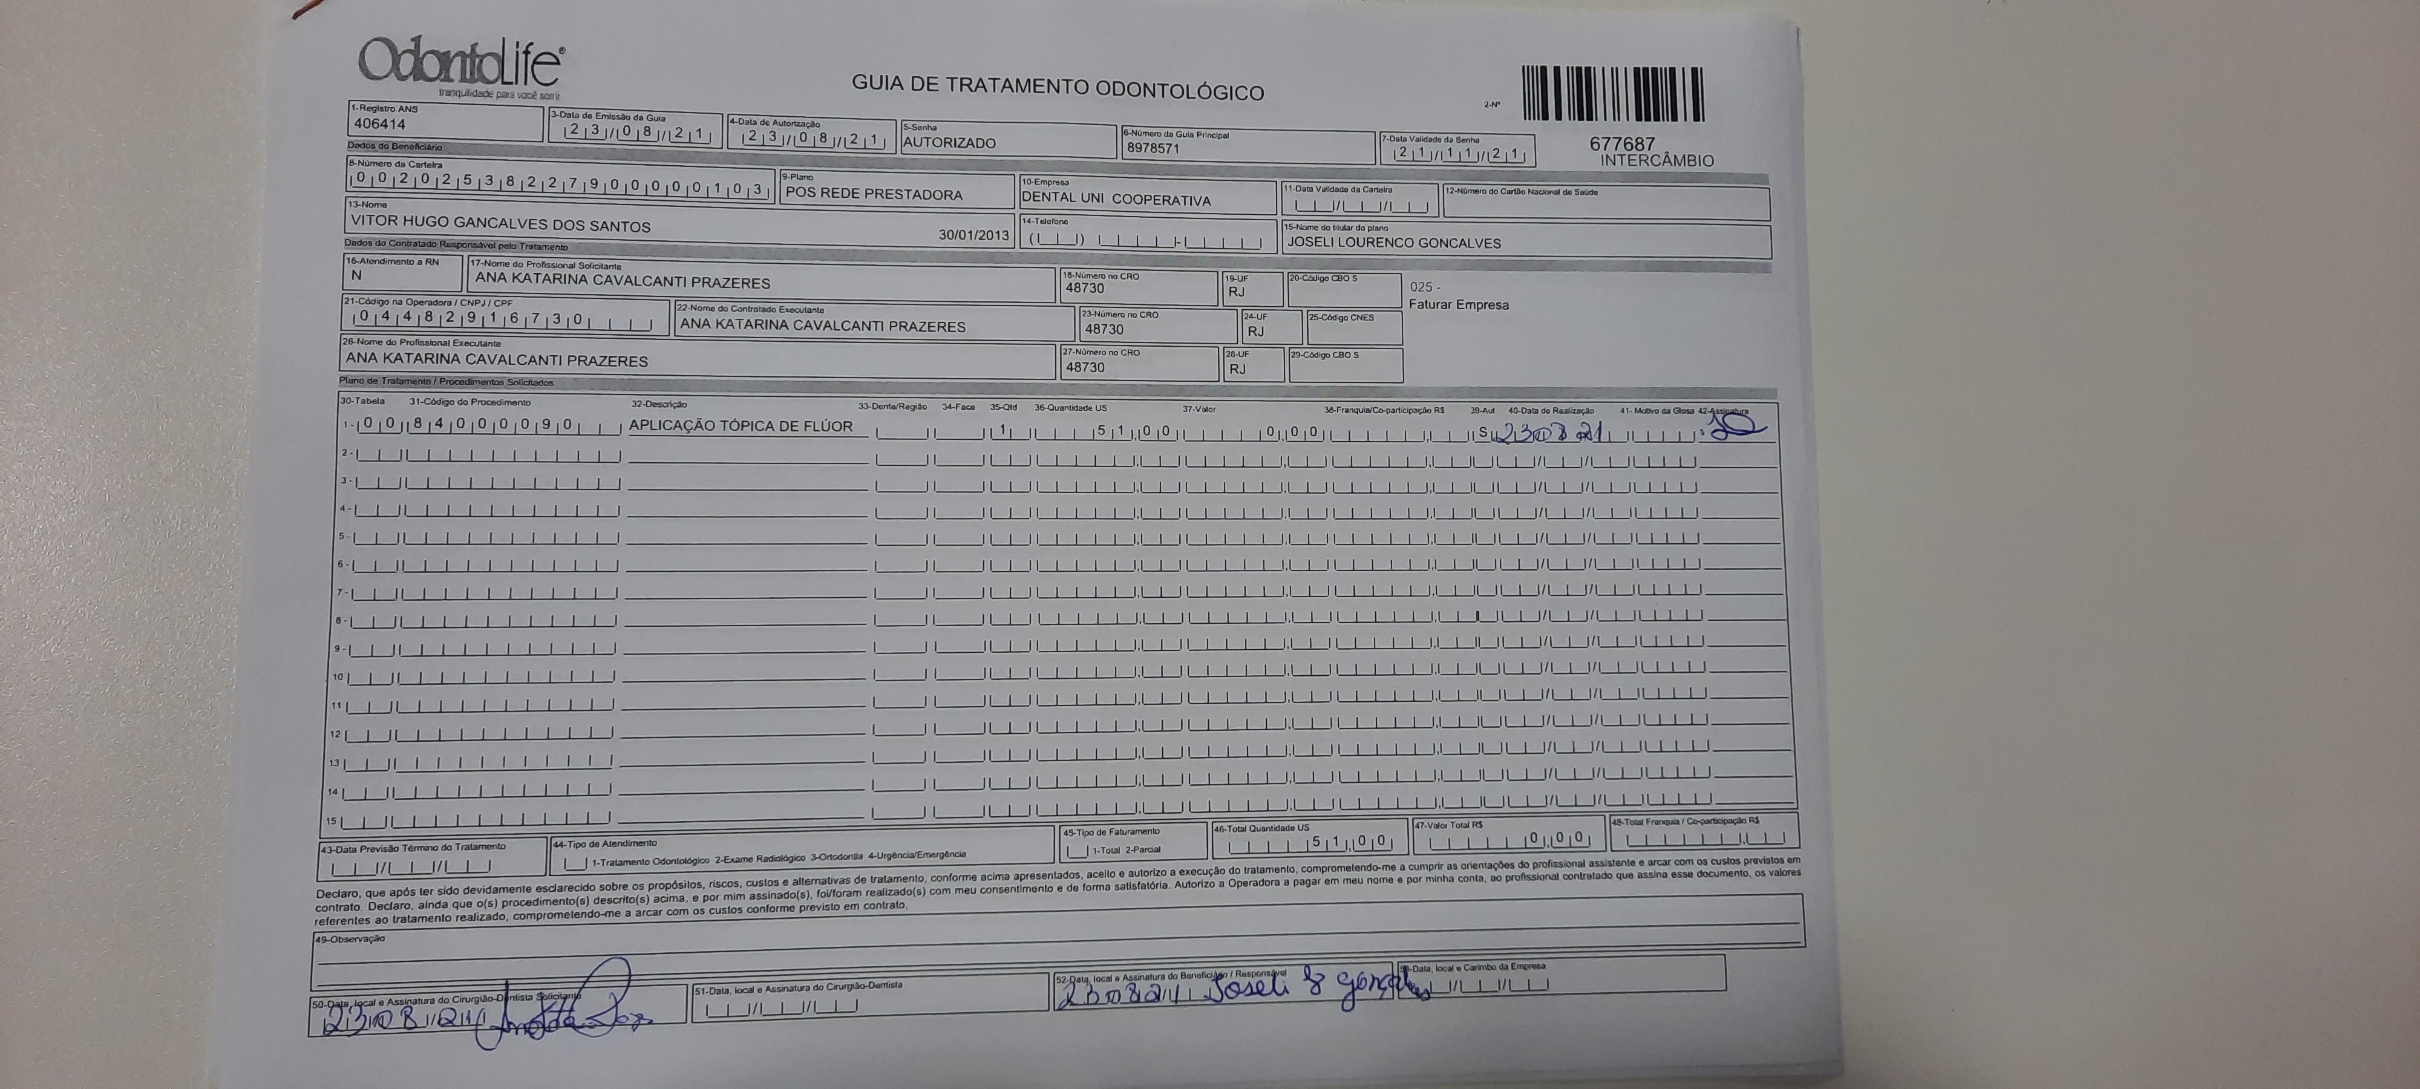 OdontoLife®
tranquilidade para você sorrir
GUIA DE TRATAMENTO ODONTOLÓGICO
2-Nº
677687
INTERCÂMBIO
1-Registro ANS
406414
3-Data de Emissão da Guia
23/08/21
4-Data de Autorização
23/08/21
5-Senha
AUTORIZADO
6-Número da Guia Principal
8978571
7-Data Validade da Senha
21/11/21
Dados do Beneficiário
8-Número da Carteira
00202538227900000103
9-Plano
POS REDE PRESTADORA
10-Empresa
DENTAL UNI COOPERATIVA
11-Data Validade da Carteira
12-Número do Cartão Nacional de Saúde
13-Nome
VITOR HUGO GANCALVES DOS SANTOS 30/01/2013
14-Telefone
15-Nome do titular do plano
JOSELI LOURENCO GONCALVES
Dados do Contratado Responsável pelo Tratamento
16-Atendimento a RN
N
17-Nome do Profissional Solicitante
ANA KATARINA CAVALCANTI PRAZERES
18-Número no CRO
48730
19-UF
RJ
20-Código CBO S
025 -
Faturar Empresa
21-Código na Operadora / CNPJ / CPF
04482916730
22-Nome do Contratado Executante
ANA KATARINA CAVALCANTI PRAZERES
23-Número no CRO
48730
24-UF
RJ
25-Código CNES
26-Nome do Profissional Executante
ANA KATARINA CAVALCANTI PRAZERES
27-Número no CRO
48730
28-UF
RJ
29-Código CBO S
Plano de Tratamento / Procedimentos Solicitados
30-Tabela 31-Código do Procedimento 32-Descrição 33-Dente/Região 34-Face 35-Qtd 36-Quantidade US 37-Valor 38-Franquia/Co-participação R$ 39-Aut 40-Data de Realização 41- Motivo da Glosa 42-Assinatura
1- 00 84000090 APLICAÇÃO TÓPICA DE FLÚOR 1 51,00 0,00 S 23 08 21
2-
3-
4-
5-
6-
7-
8-
9-
10
11
12
13
14
15
43-Data Previsão Término do Tratamento
44-Tipo de Atendimento
1-Tratamento Odontológico 2-Exame Radiológico 3-Ortodontia 4-Urgência/Emergência
45-Tipo de Faturamento
1-Total 2-Parcial
46-Total Quantidade US
51,00
47-Valor Total R$
0,00
48-Total Franquia / Co-participação R$
Declaro, que após ter sido devidamente esclarecido sobre os propósitos, riscos, custos e alternativas de tratamento, conforme acima apresentados, aceito e autorizo a execução do tratamento, comprometendo-me a cumprir as orientações do profissional assistente e arcar com os custos previstos em
contrato. Declaro, ainda que o(s) procedimento(s) descrito(s) acima, e por mim assinado(s), foi/foram realizado(s) com meu consentimento e de forma satisfatória. Autorizo a Operadora a pagar em meu nome e por minha conta, ao profissional contratado que assina esse documento, os valores
referentes ao tratamento realizado, comprometendo-me a arcar com os custos conforme previsto em contrato.
49-Observação
50-Data, local e Assinatura do Cirurgião-Dentista Solicitante
23 08 21
51-Data, local e Assinatura do Cirurgião-Dentista
52-Data, local e Assinatura do Beneficiário / Responsável
23 08 21 Joseli
53-Data, local e Carimbo da Empresa